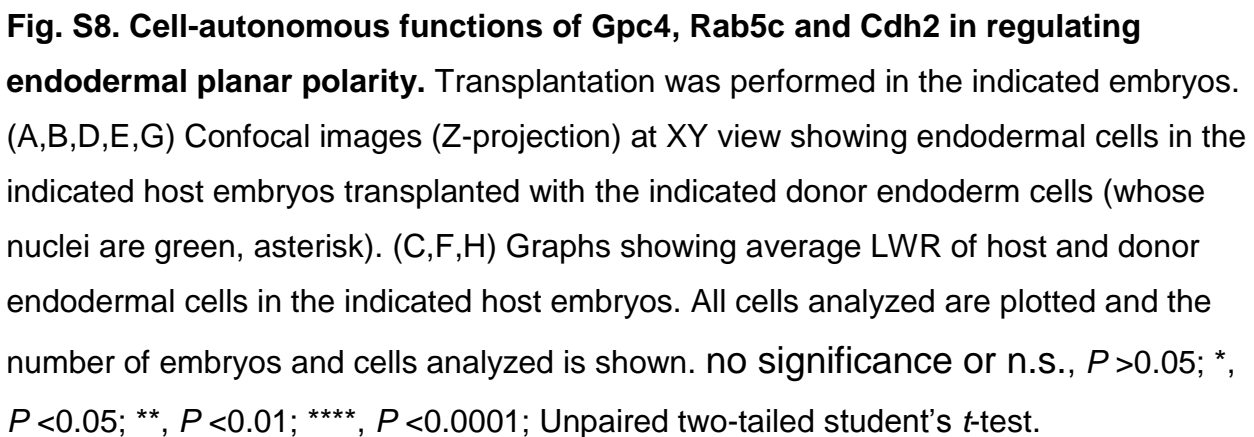 Fig. S8. Cell-autonomous functions of Gpc4, Rab5c and Cdh2 in regulating
endodermal planar polarity. Transplantation was performed in the indicated embryos.
(A,B,D,E,G) Confocal images (Z-projection) at XY view showing endodermal cells in the
indicated host embryos transplanted with the indicated donor endoderm cells (whose
nuclei are green, asterisk). (C,F,H) Graphs showing average LWR of host and donor
endodermal cells in the indicated host embryos. All cells analyzed are plotted and the
number of embryos and cells analyzed is shown. no significance or n.s., P >0.05; *,
P <0.05; **, P <0.01; ****, P <0.0001; Unpaired two-tailed student’s t-test.